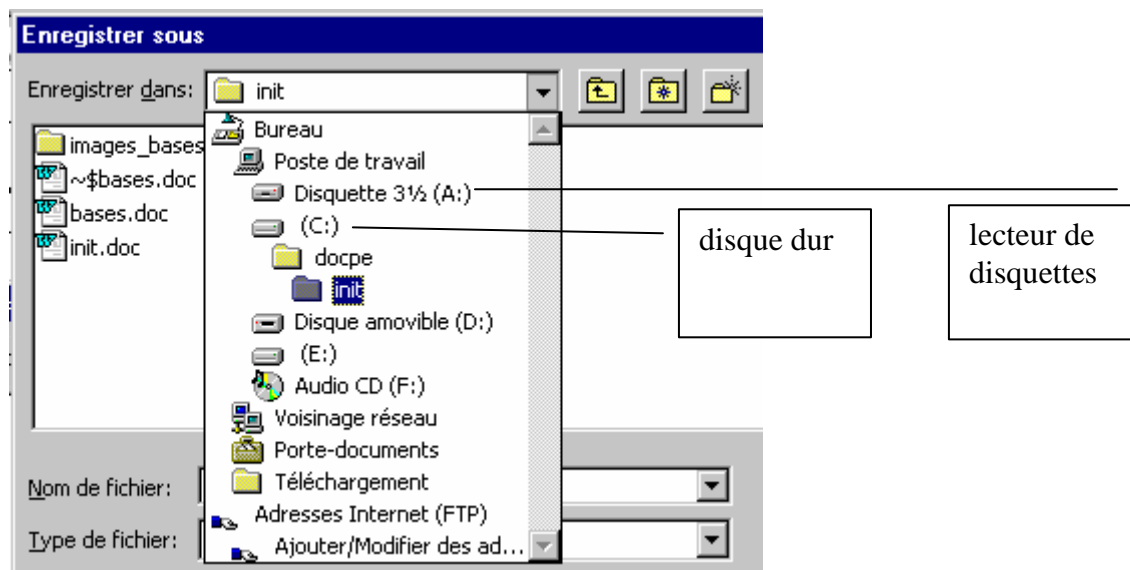 Enregistrer sous
Enregistrer dans: init
images_bases
~$bases.doc
bases.doc
init.doc
Bureau
Poste de travail
Disquette 3½ (A:)
(C:)
docpe
init
Disque amovible (D:)
(E:)
Audio CD (F:)
Voisinage réseau
Porte-documents
Téléchargement
Adresses Internet (FTP)
Ajouter/Modifier des ad...
disque dur
lecteur de
disquettes
Nom de fichier:
Type de fichier: